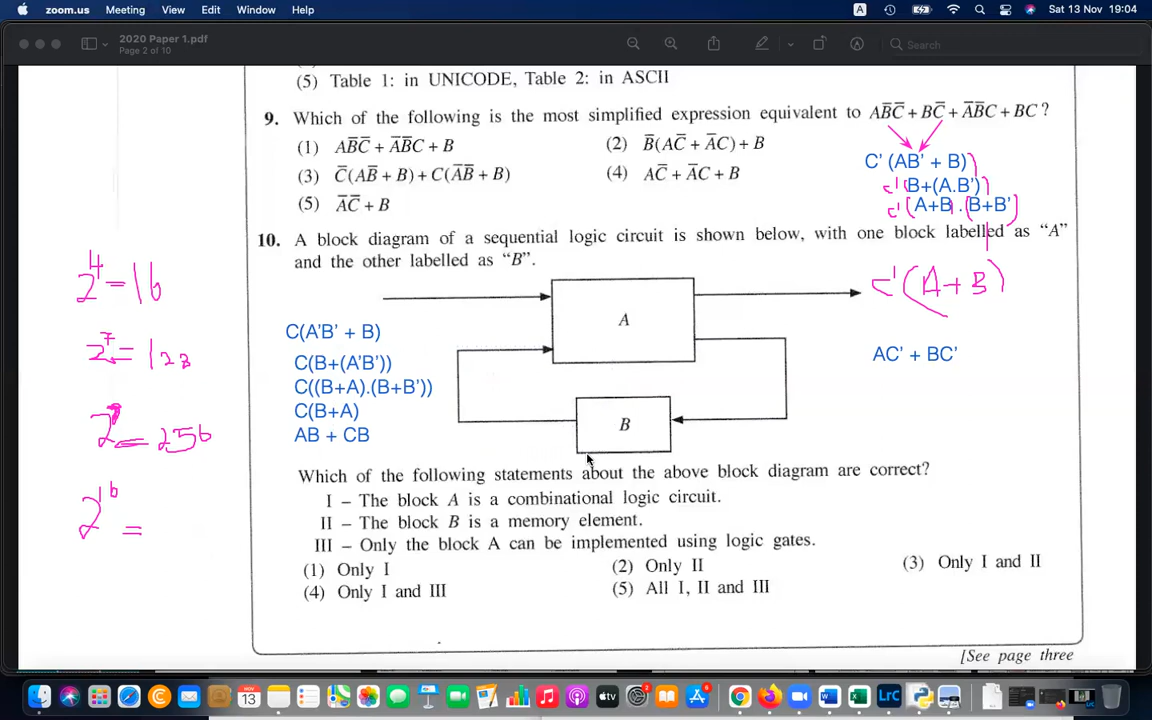 zoom.us Meeting View Edit Window Help Sat 13 Nov 19:04
2020 Paper 1.pdf
Page 2 of 10
Search
(5) Table 1: in UNICODE, Table 2: in ASCII
9. Which of the following is the most simplified expression equivalent to AB̅C̅ + BC̅ + A̅B̅C + BC ?
(1) AB̅C̅ + A̅B̅C + B (2) B̅(AC̅ + A̅C) + B
(3) C̅(AB̅ + B) + C(A̅B̅ + B) (4) AC̅ + A̅C + B
(5) A̅C̅ + B
C' (AB' + B)
c'(B+(A.B'))
c'(A+B) .(B+B')
10. A block diagram of a sequential logic circuit is shown below, with one block labelled as “A”
and the other labelled as “B”.
c'(A+B)
AC' + BC'
A
B
C(A'B' + B)
C(B+(A'B'))
C((B+A).(B+B'))
C(B+A)
AB + CB
2⁴=16
2⁷=128
2⁸=256
2¹⁶=
Which of the following statements about the above block diagram are correct?
I – The block A is a combinational logic circuit.
II – The block B is a memory element.
III – Only the block A can be implemented using logic gates.
(1) Only I (2) Only II (3) Only I and II
(4) Only I and III (5) All I, II and III
[See page three